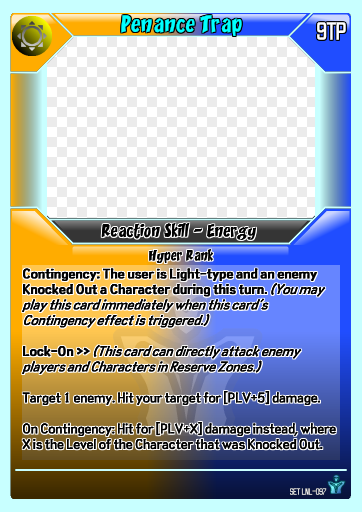 Penance Trap
9TP
Reaction Skill - Energy
Hyper Rank
Contingency: The user is Light-type and an enemy
Knocked Out a Character during this turn. (You may
play this card immediately when this card's
Contingency effect is triggered.)
Lock-On >> (This card can directly attack enemy
players and Characters in Reserve Zones.)
Target 1 enemy. Hit your target for [PLV+5] damage.
On Contingency: Hit for [PLV+X] damage instead, where
X is the Level of the Character that was Knocked Out.
SET LNL-097